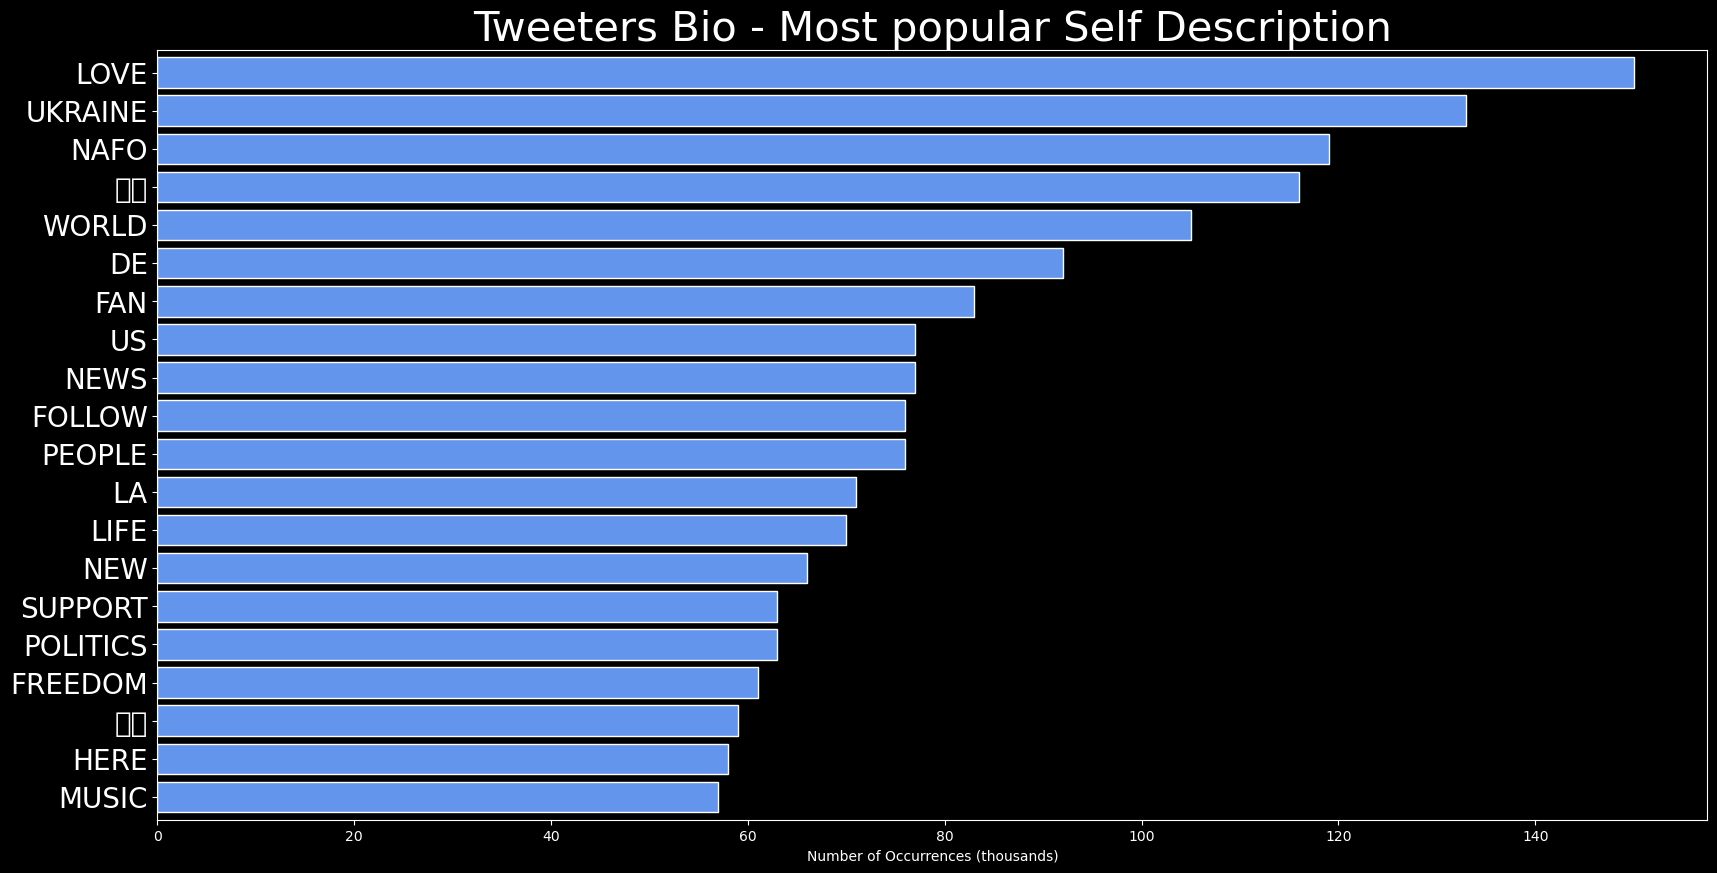 Tweeters Bio - Most popular Self Description
LOVE
UKRAINE
NAFO
WORLD
DE
FAN
US
NEWS
FOLLOW
PEOPLE
LA
LIFE
NEW
SUPPORT
POLITICS
FREEDOM
HERE
MUSIC
0 20 40 60 80 100 120 140
Number of Occurrences (thousands)